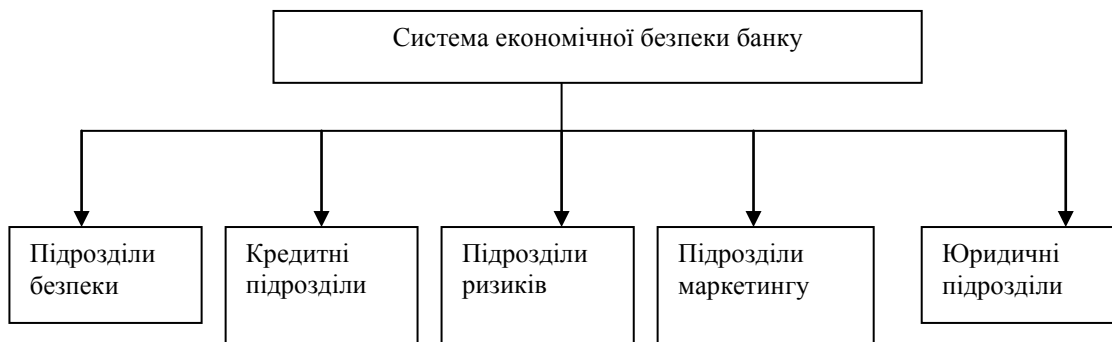 Система економічної безпеки банку
Підрозділи
безпеки
Кредитні
підрозділи
Підрозділи
ризиків
Підрозділи
маркетингу
Юридичні
підрозділи